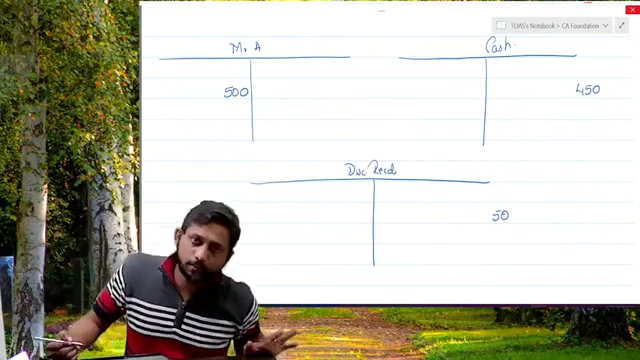 TEJAS's Notebook > CA Foundation
Mr A
Cash
500
450
Disc Recd
50